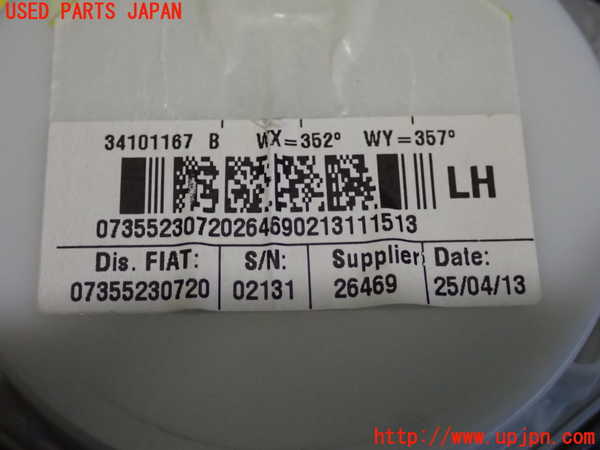 USED PARTS JAPAN
34101167 B WX=352° WY=357°
LH
07355230720264690213111513
Dis. FIAT: S/N: Supplier: Date:
07355230720 02131 26469 25/04/13
http://www.upjpn.com/